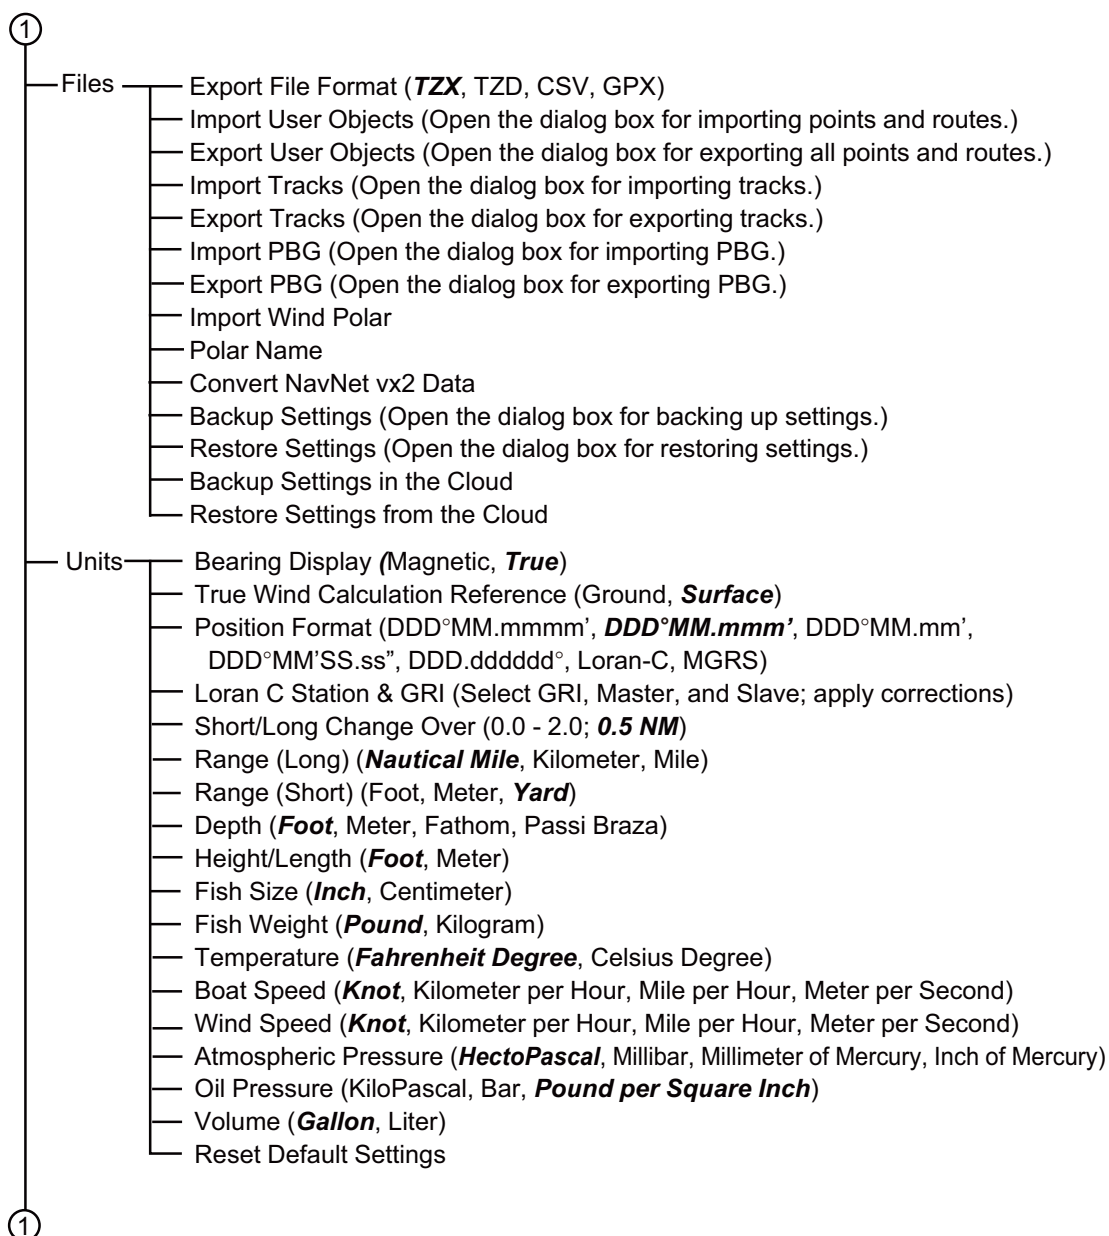 1
Files
Export File Format (TZX, TZD, CSV, GPX)
Import User Objects (Open the dialog box for importing points and routes.)
Export User Objects (Open the dialog box for exporting all points and routes.)
Import Tracks (Open the dialog box for importing tracks.)
Export Tracks (Open the dialog box for exporting tracks.)
Import PBG (Open the dialog box for importing PBG.)
Export PBG (Open the dialog box for exporting PBG.)
Import Wind Polar
Polar Name
Convert NavNet vx2 Data
Backup Settings (Open the dialog box for backing up settings.)
Restore Settings (Open the dialog box for restoring settings.)
Backup Settings in the Cloud
Restore Settings from the Cloud
Units
Bearing Display (Magnetic, True)
True Wind Calculation Reference (Ground, Surface)
Position Format (DDD°MM.mmmm’, DDD°MM.mmm’, DDD°MM.mm’,
DDD°MM’SS.ss”, DDD.dddddd°, Loran-C, MGRS)
Loran C Station & GRI (Select GRI, Master, and Slave; apply corrections)
Short/Long Change Over (0.0 - 2.0; 0.5 NM)
Range (Long) (Nautical Mile, Kilometer, Mile)
Range (Short) (Foot, Meter, Yard)
Depth (Foot, Meter, Fathom, Passi Braza)
Height/Length (Foot, Meter)
Fish Size (Inch, Centimeter)
Fish Weight (Pound, Kilogram)
Temperature (Fahrenheit Degree, Celsius Degree)
Boat Speed (Knot, Kilometer per Hour, Mile per Hour, Meter per Second)
Wind Speed (Knot, Kilometer per Hour, Mile per Hour, Meter per Second)
Atmospheric Pressure (HectoPascal, Millibar, Millimeter of Mercury, Inch of Mercury)
Oil Pressure (KiloPascal, Bar, Pound per Square Inch)
Volume (Gallon, Liter)
Reset Default Settings
1